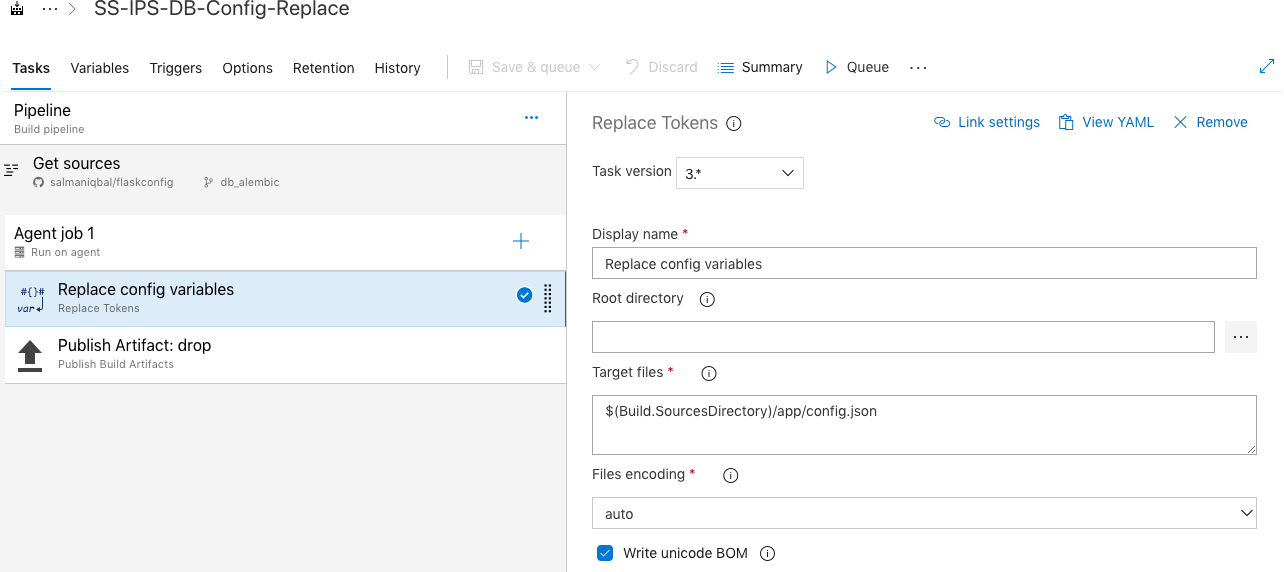 ··· > SS-IPS-DB-Config-Replace
Tasks Variables Triggers Options Retention History Save & queue Discard Summary Queue ···
Pipeline ···
Build pipeline
Get sources
salmaniqbal/flaskconfig db_alembic
Agent job 1
Run on agent
#{}# Replace config variables
var Replace Tokens
Publish Artifact: drop
Publish Build Artifacts
Replace Tokens Link settings View YAML Remove
Task version 3.*
Display name *
Replace config variables
Root directory
···
Target files *
$(Build.SourcesDirectory)/app/config.json
Files encoding *
auto
Write unicode BOM